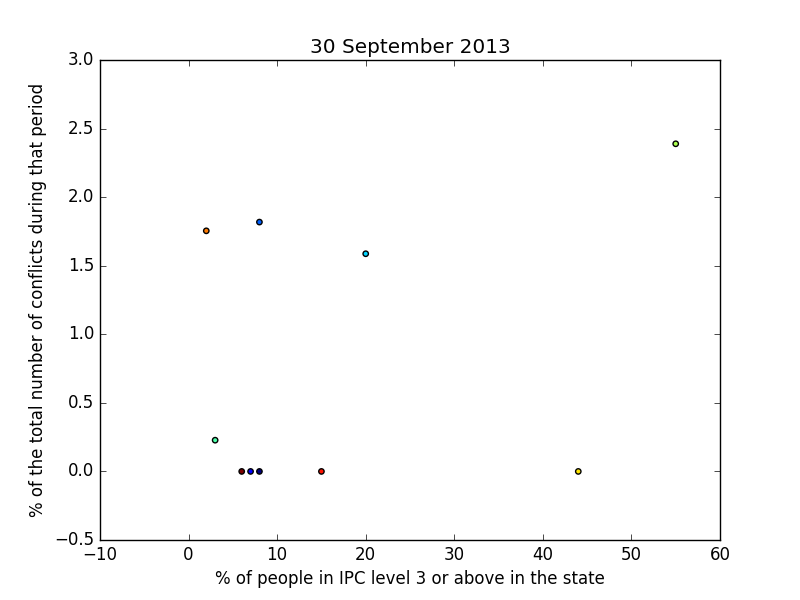 30 September 2013
3.0
2.5
2.0
1.5
1.0
0.5
0.0
−0.5
−10 0 10 20 30 40 50 60
% of people in IPC level 3 or above in the state
% of the total number of conflicts during that period